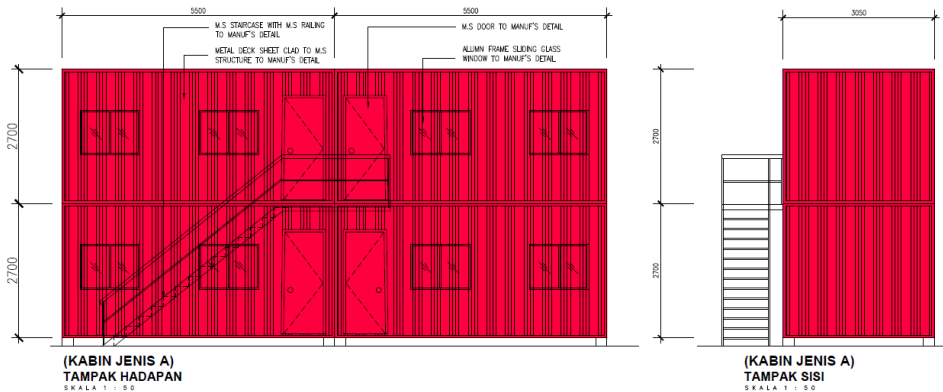 5500
5500
3050
M.S STAIRCASE WITH M.S RAILING
TO MANUF'S DETAIL
METAL DECK SHEET CLAD TO M.S
STRUCTURE TO MANUF'S DETAIL
M.S DOOR TO MANUF'S DETAIL
ALUMN FRAME SLIDING GLASS
WINDOW TO MANUF'S DETAIL
2700
2700
2700
2700
(KABIN JENIS A)
TAMPAK HADAPAN
SKALA 1 : 50
(KABIN JENIS A)
TAMPAK SISI
SKALA 1 : 50